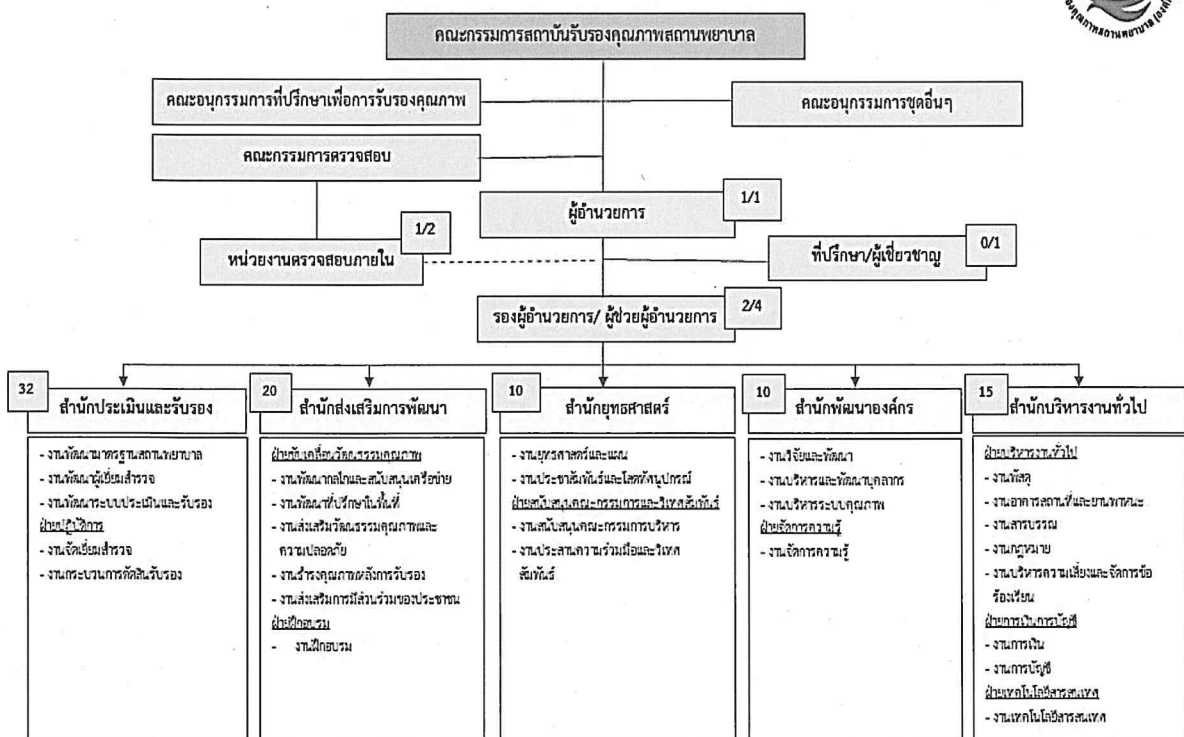 องคุณภาพสถานพยาบาล (องค์
คณะกรรมการสถาบันรับรองคุณภาพสถานพยาบาล
คณะอนุกรรมการที่ปรึกษาเพื่อการรับรองคุณภาพ
คณะอนุกรรมการชุดอื่นๆ
คณะกรรมการตรวจสอบ
1/1
ผู้อำนวยการ
1/2
หน่วยงานตรวจสอบภายใน
0/1
ที่ปรึกษา/ผู้เชี่ยวชาญ
2/4
รองผู้อำนวยการ/ ผู้ช่วยผู้อำนวยการ
32
สำนักประเมินและรับรอง
- งานพัฒนามาตรฐานสถานพยาบาล
- งานพัฒนาผู้เยี่ยมสำรวจ
- งานพัฒนาระบบประเมินและรับรอง
ฝ่ายปฏิบัติการ
- งานจัดเยี่ยมสำรวจ
- งานกระบวนการตัดสินรับรอง
20
สำนักส่งเสริมการพัฒนา
ฝ่ายขับเคลื่อนวัฒนธรรมคุณภาพ
- งานพัฒนากลไกและสนับสนุนเครือข่าย
- งานพัฒนาที่ปรึกษาในพื้นที่
- งานส่งเสริมวัฒนธรรมคุณภาพและ
ความปลอดภัย
- งานธำรงคุณภาพหลังการรับรอง
- งานส่งเสริมการมีส่วนร่วมของประชาชน
ฝ่ายฝึกอบรม
- งานฝึกอบรม
10
สำนักยุทธศาสตร์
- งานยุทธศาสตร์และแผน
- งานประชาสัมพันธ์และโสตทัศนูปกรณ์
ฝ่ายสนับสนุนคณะกรรมการและวิเทศสัมพันธ์
- งานสนับสนุนคณะกรรมการบริหาร
- งานประสานความร่วมมือและวิเทศ
สัมพันธ์
10
สำนักพัฒนาองค์กร
- งานวิจัยและพัฒนา
- งานบริหารและพัฒนาบุคลากร
- งานบริหารระบบคุณภาพ
ฝ่ายจัดการความรู้
- งานจัดการความรู้
15
สำนักบริหารงานทั่วไป
ฝ่ายบริหารงานทั่วไป
- งานพัสดุ
- งานอาคารสถานที่และยานพาหนะ
- งานสารบรรณ
- งานกฎหมาย
- งานบริหารความเสี่ยงและจัดการข้อ
ร้องเรียน
ฝ่ายการเงินการบัญชี
- งานการเงิน
- งานการบัญชี
ฝ่ายเทคโนโลยีสารสนเทศ
- งานเทคโนโลยีสารสนเทศ